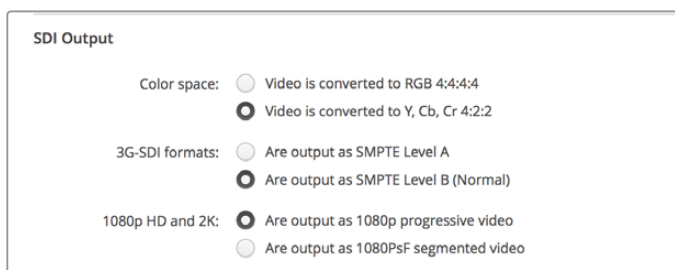 SDI Output
Color space: Video is converted to RGB 4:4:4:4
Video is converted to Y, Cb, Cr 4:2:2
3G-SDI formats: Are output as SMPTE Level A
Are output as SMPTE Level B (Normal)
1080p HD and 2K: Are output as 1080p progressive video
Are output as 1080PsF segmented video